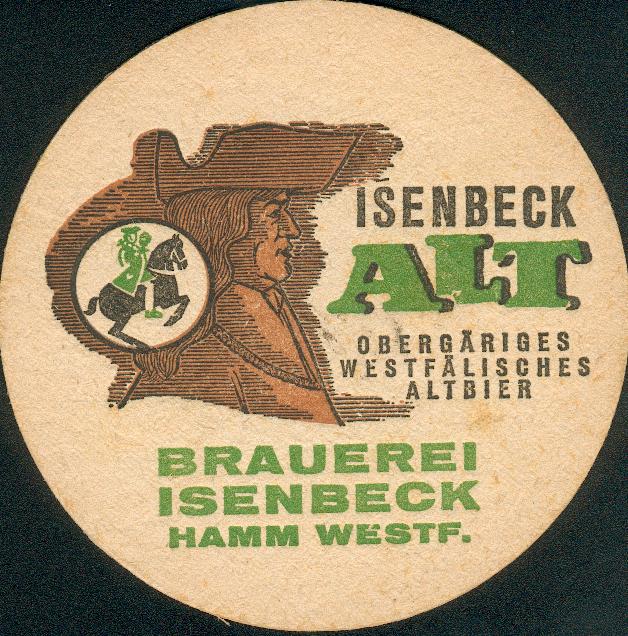 ISENBECK
ALT
OBERGÄRIGES
WESTFÄLISCHES
ALTBIER
BRAUEREI
ISENBECK
HAMM WESTF.